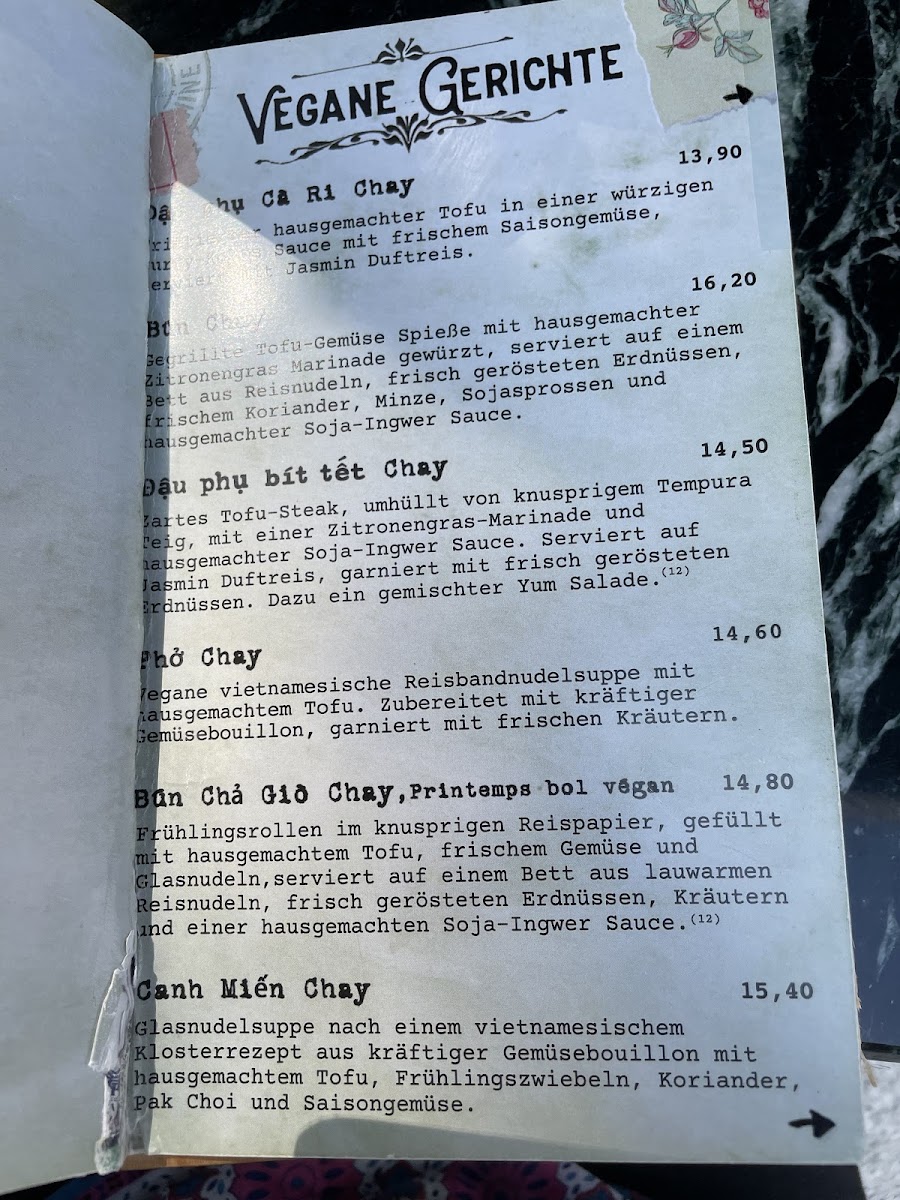 VEGANE GERICHTE
13,90
Cà Ri Chay
hausgemachter Tofu in einer würzigen
Sauce mit frischem Saisongemüse,
Jasmin Duftreis.
16,20
Bún Chay
Gegrillte Tofu-Gemüse Spieße mit hausgemachter
Zitronengras Marinade gewürzt, serviert auf einem
Bett aus Reisnudeln, frisch gerösteten Erdnüssen,
frischem Koriander, Minze, Sojasprossen und
hausgemachter Soja-Ingwer Sauce.
14,50
Đậu phụ bít tết Chay
Zartes Tofu-Steak, umhüllt von knusprigem Tempura
Teig, mit einer Zitronengras-Marinade und
hausgemachter Soja-Ingwer Sauce. Serviert auf
Jasmin Duftreis, garniert mit frisch gerösteten
Erdnüssen. Dazu ein gemischter Yum Salade.(12)
14,60
Phở Chay
Vegane vietnamesische Reisbandnudelsuppe mit
hausgemachtem Tofu. Zubereitet mit kräftiger
Gemüsebouillon, garniert mit frischen Kräutern.
Bún Chả Giò Chay,Printemps bol végan 14,80
Frühlingsrollen im knusprigen Reispapier, gefüllt
mit hausgemachtem Tofu, frischem Gemüse und
Glasnudeln,serviert auf einem Bett aus lauwarmen
Reisnudeln, frisch gerösteten Erdnüssen, Kräutern
und einer hausgemachten Soja-Ingwer Sauce.(12)
Canh Miến Chay 15,40
Glasnudelsuppe nach einem vietnamesischem
Klosterrezept aus kräftiger Gemüsebouillon mit
hausgemachtem Tofu, Frühlingszwiebeln, Koriander,
Pak Choi und Saisongemüse.